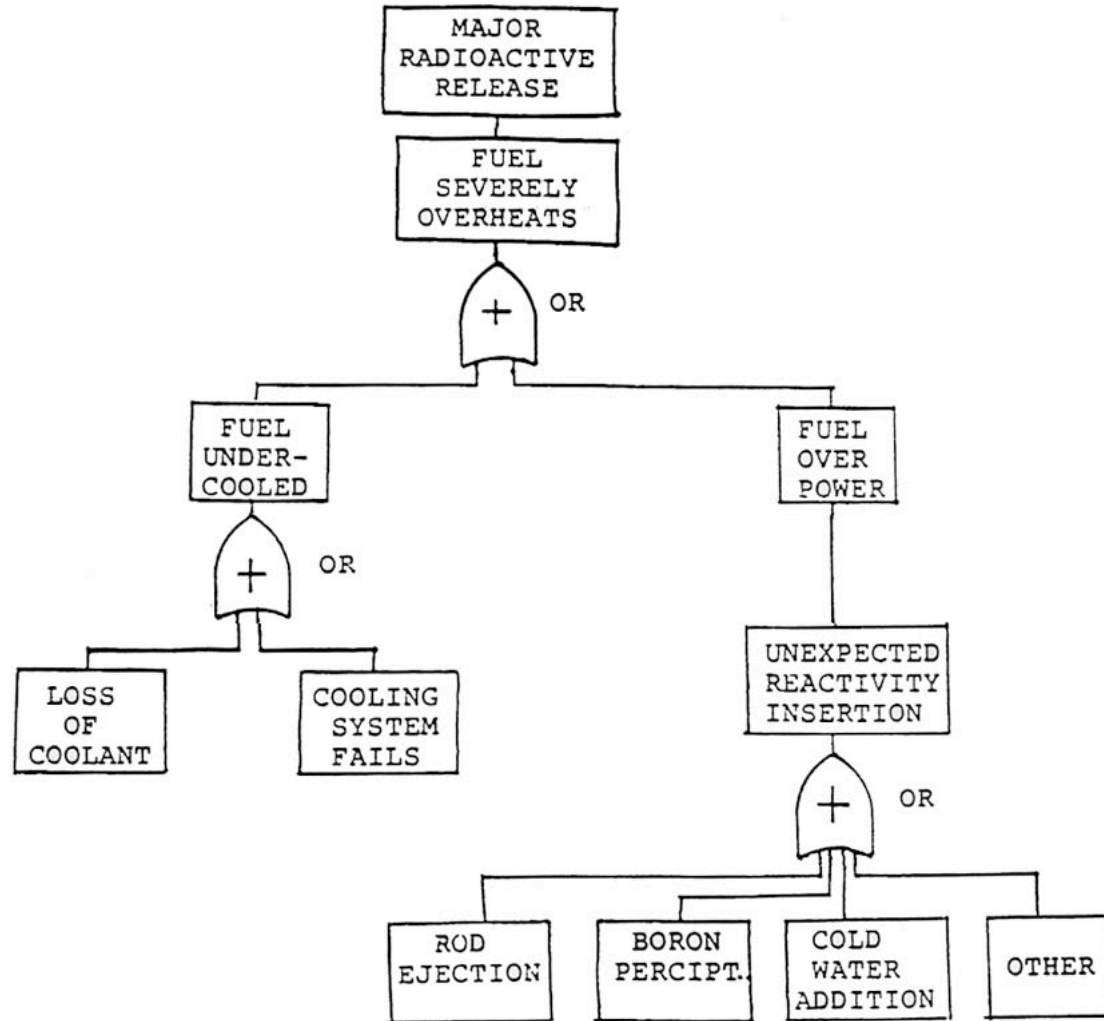 MAJOR
RADIOACTIVE
RELEASE
FUEL
SEVERELY
OVERHEATS
+
OR
FUEL
UNDER-
COOLED
FUEL
OVER
POWER
+
OR
LOSS
OF
COOLANT
COOLING
SYSTEM
FAILS
UNEXPECTED
REACTIVITY
INSERTION
+
OR
ROD
EJECTION
BORON
PERCIPT..
COLD
WATER
ADDITION
OTHER